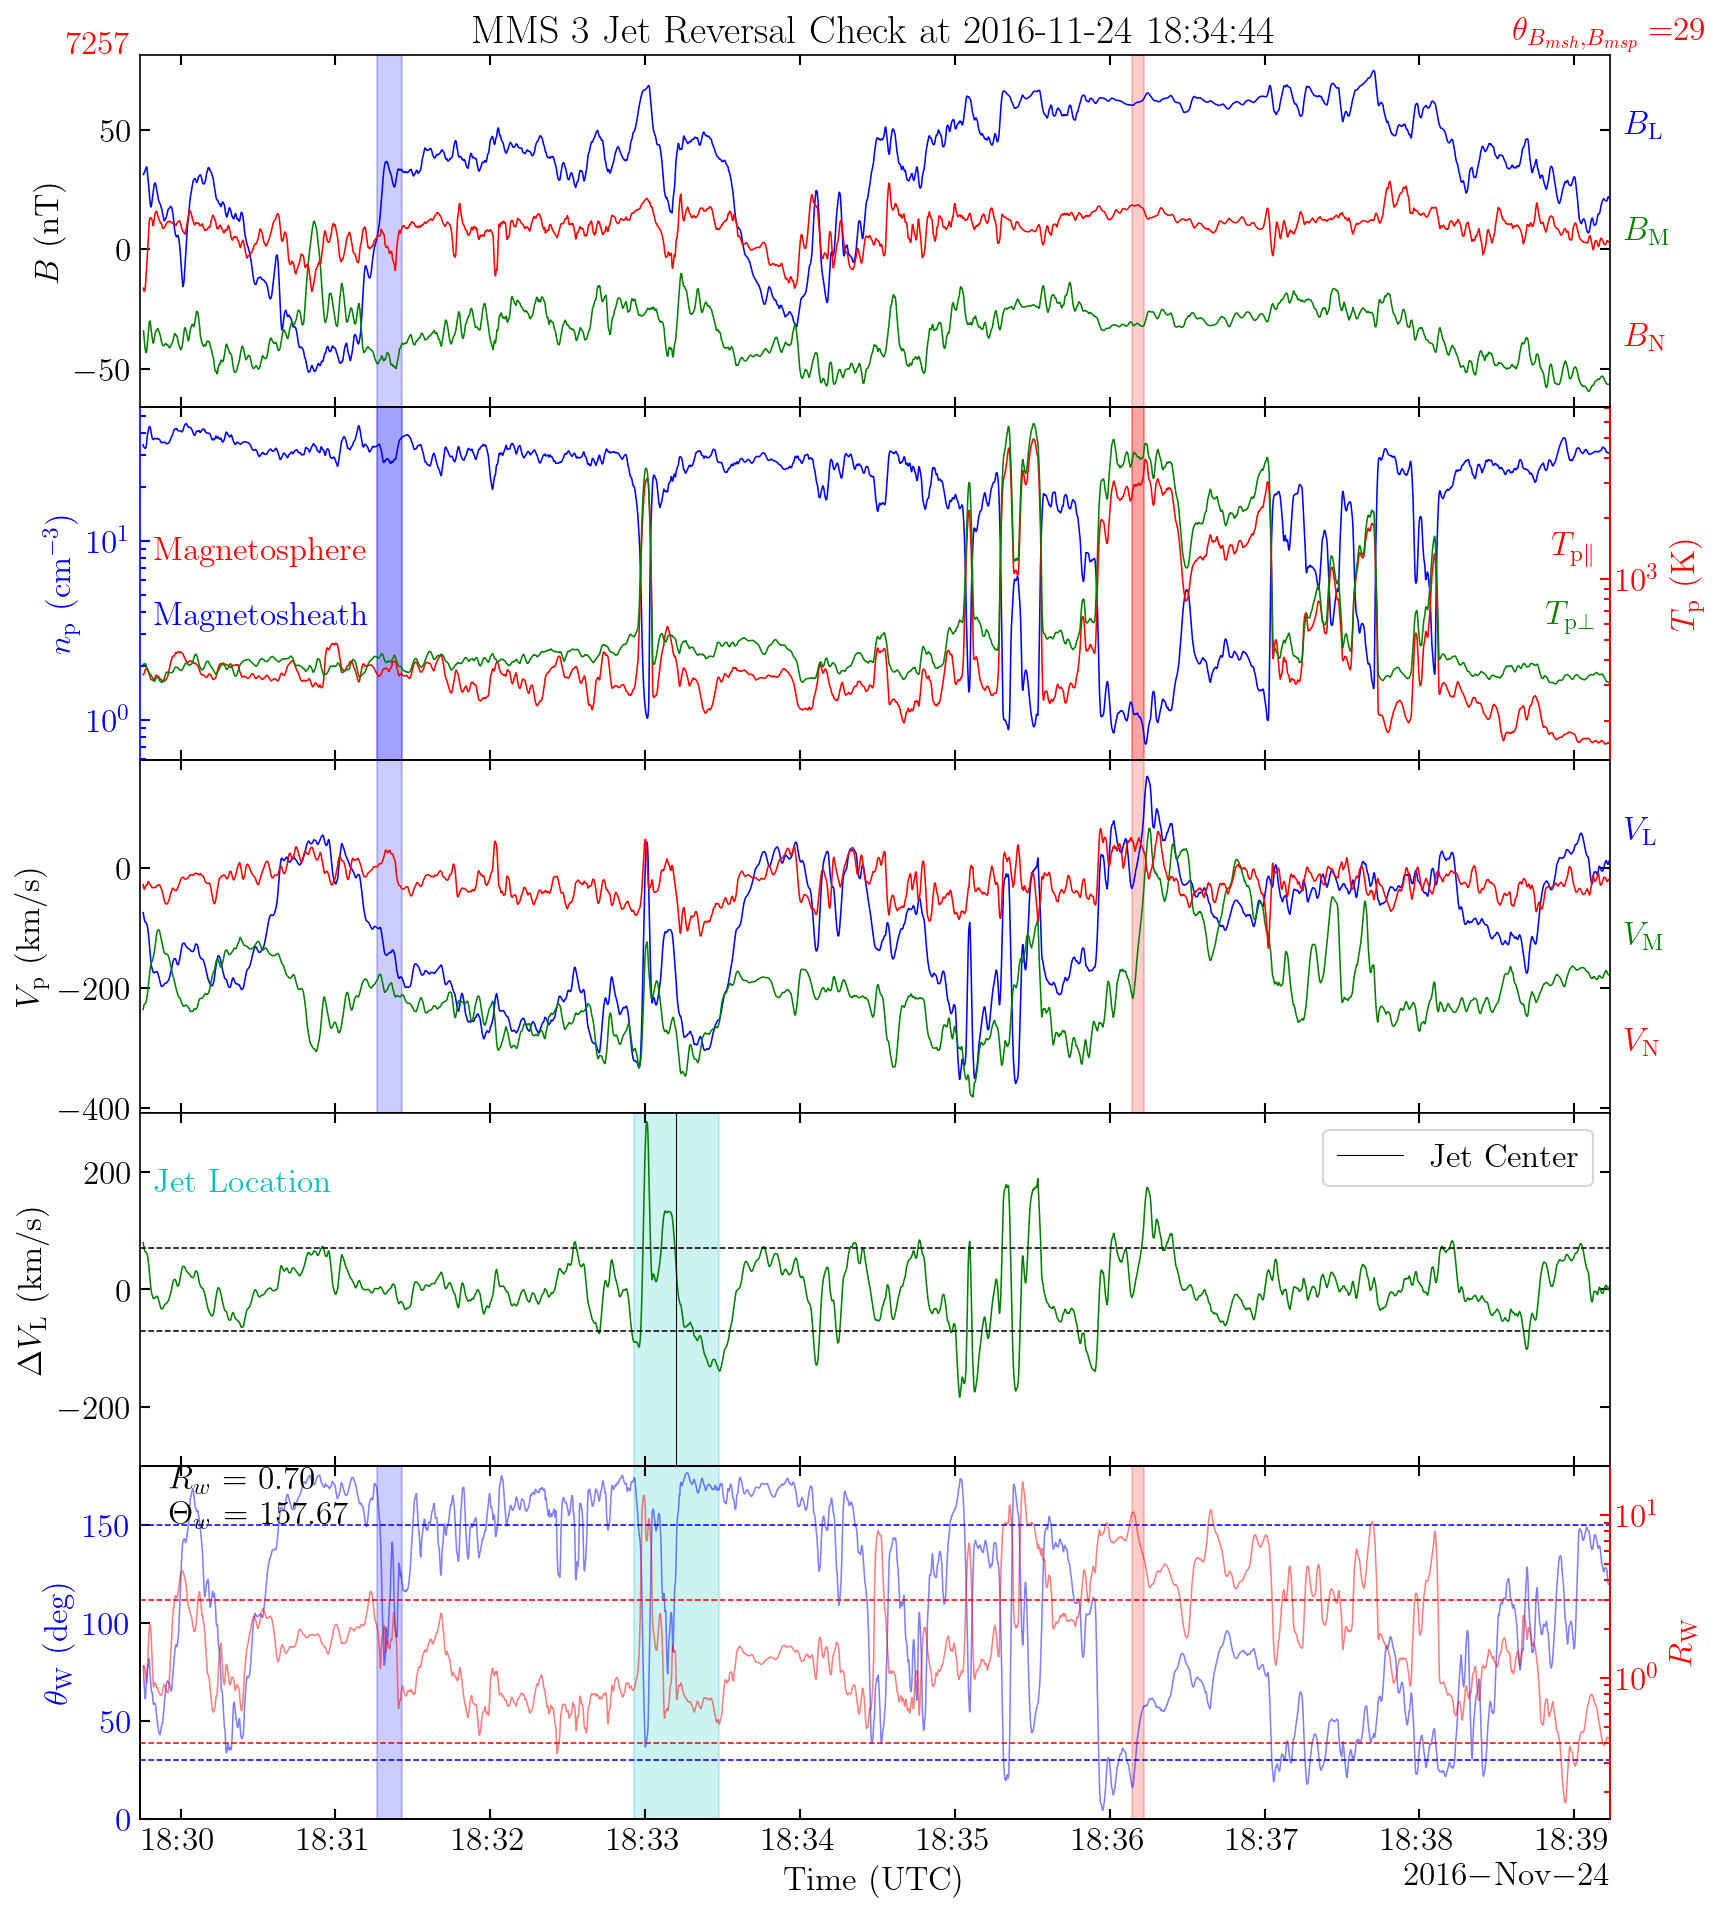 MMS 3 Jet Reversal Check at 2016-11-24 18:34:44
7257
θ_{B_{msh},B_{msp}} =29
B (nT)
50
0
−50
B_L
B_M
B_N
n_p (cm^{−3})
10^1
10^0
Magnetosphere
Magnetosheath
T_{p∥}
T_{p⊥}
10^3
T_p (K)
V_p (km/s)
0
−200
−400
V_L
V_M
V_N
ΔV_L (km/s)
200
0
−200
Jet Location
Jet Center
R_w = 0.70
Θ_w = 157.67
θ_W (deg)
150
100
50
0
10^1
10^0
R_W
18:30 18:31 18:32 18:33 18:34 18:35 18:36 18:37 18:38 18:39
Time (UTC)
2016−Nov−24